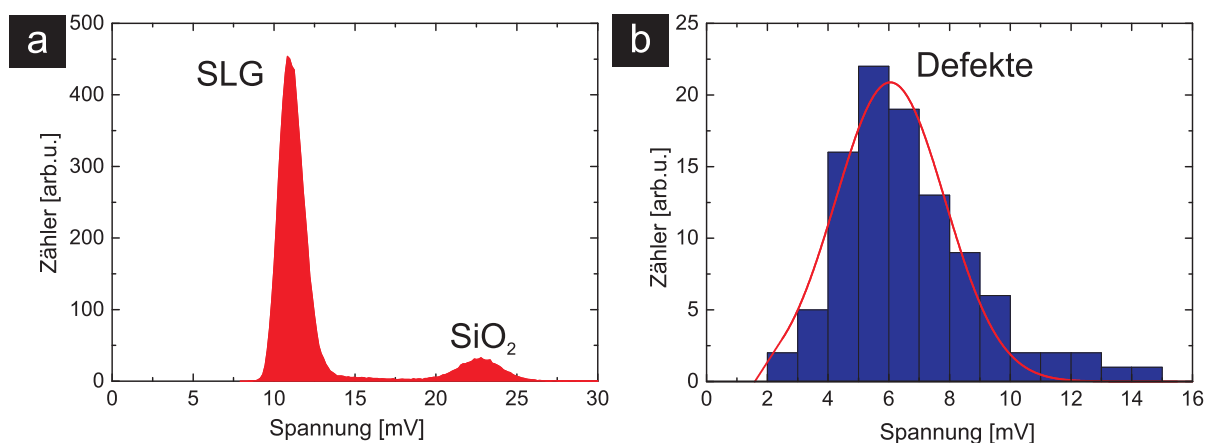 a
SLG
SiO₂
Zähler [arb.u.]
500
400
300
200
100
0
0 5 10 15 20 25 30
Spannung [mV]
b
Defekte
Zähler [arb.u.]
25
20
15
10
5
0
0 2 4 6 8 10 12 14 16
Spannung [mV]